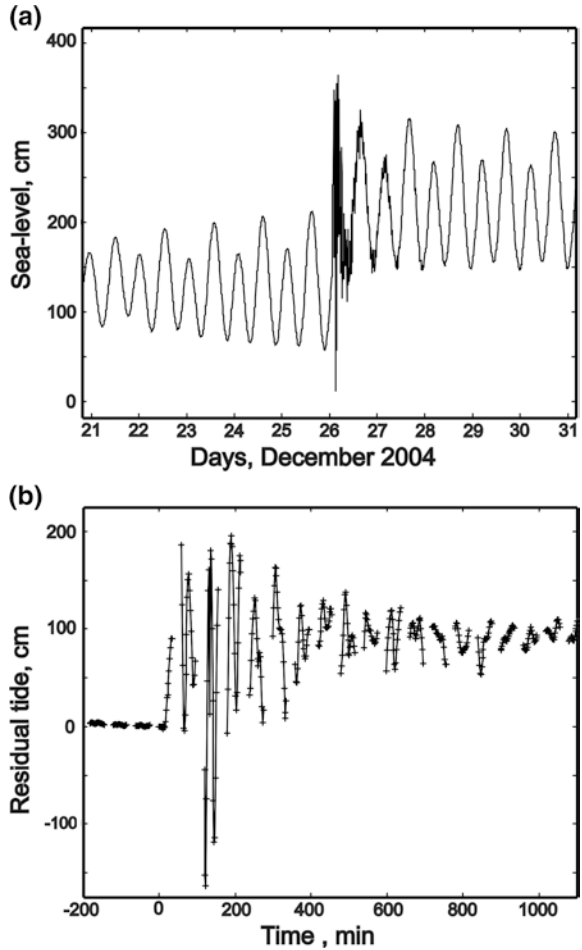 (a)
400
300
200
100
0
Sea-level, cm
21 22 23 24 25 26 27 28 29 30 31
Days, December 2004
(b)
200
100
0
-100
Residual tide, cm
-200 0 200 400 600 800 1000
Time , min